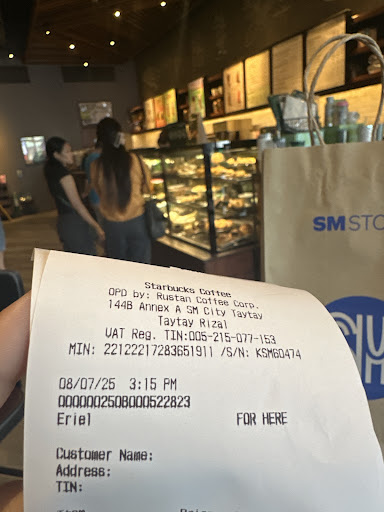 SM STO
Starbucks Coffee
OPD by: Rustan Coffee Corp.
144B Annex A SM City Taytay
Taytay Rizal
VAT Reg. TIN:005-215-077-153
MIN: 22122217283651911 /S/N: KSM60474
08/07/25 3:15 PM
000000250B000522823
Eriel FOR HERE
Customer Name:
Address:
TIN: